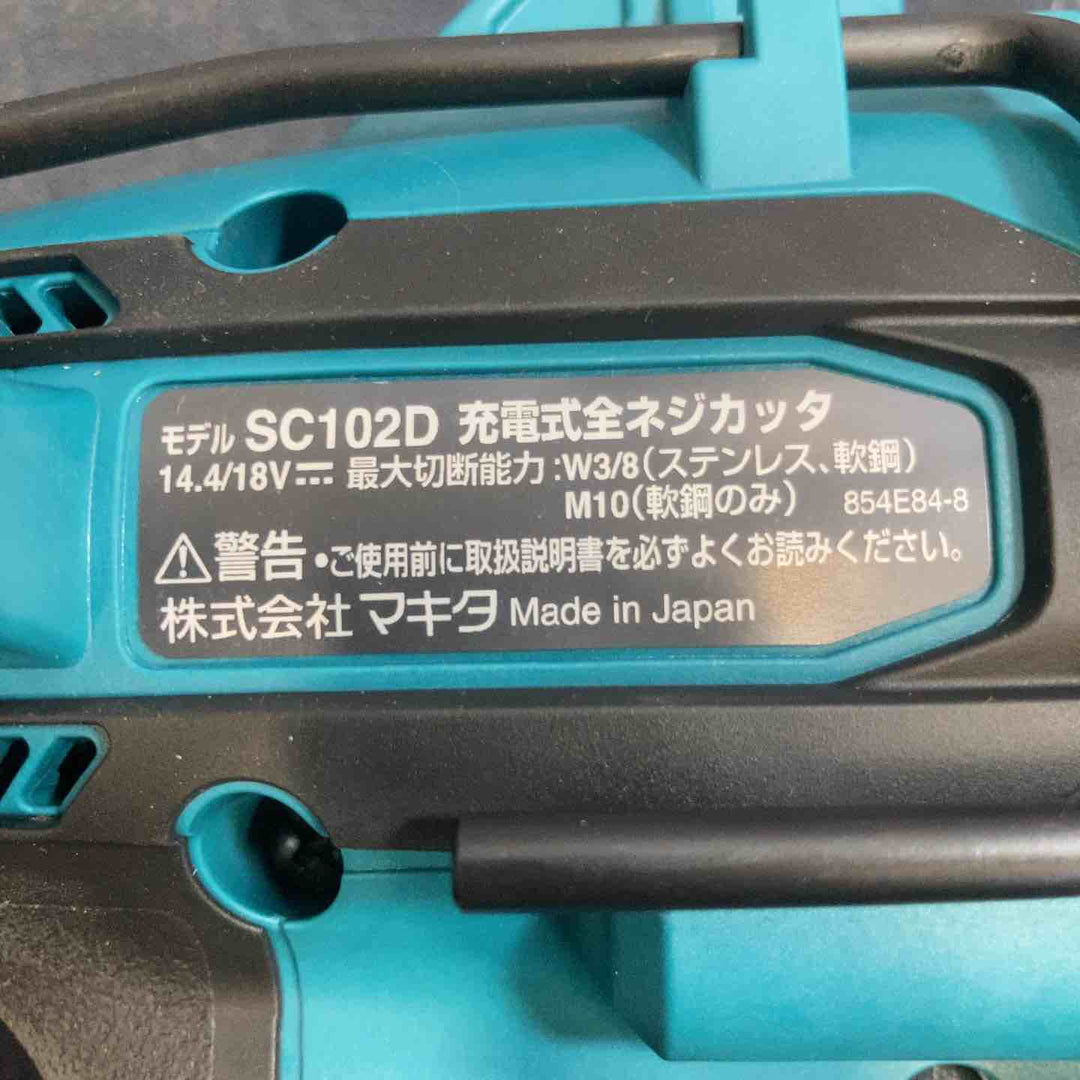 モデル SC102D 充電式全ネジカッタ
14.4/18V⎓ 最大切断能力:W3/8(ステンレス、軟鋼)
M10(軟鋼のみ) 854E84-8
⚠警告・ご使用前に取扱説明書を必ずよくお読みください。
株式会社 マキタ Made in Japan